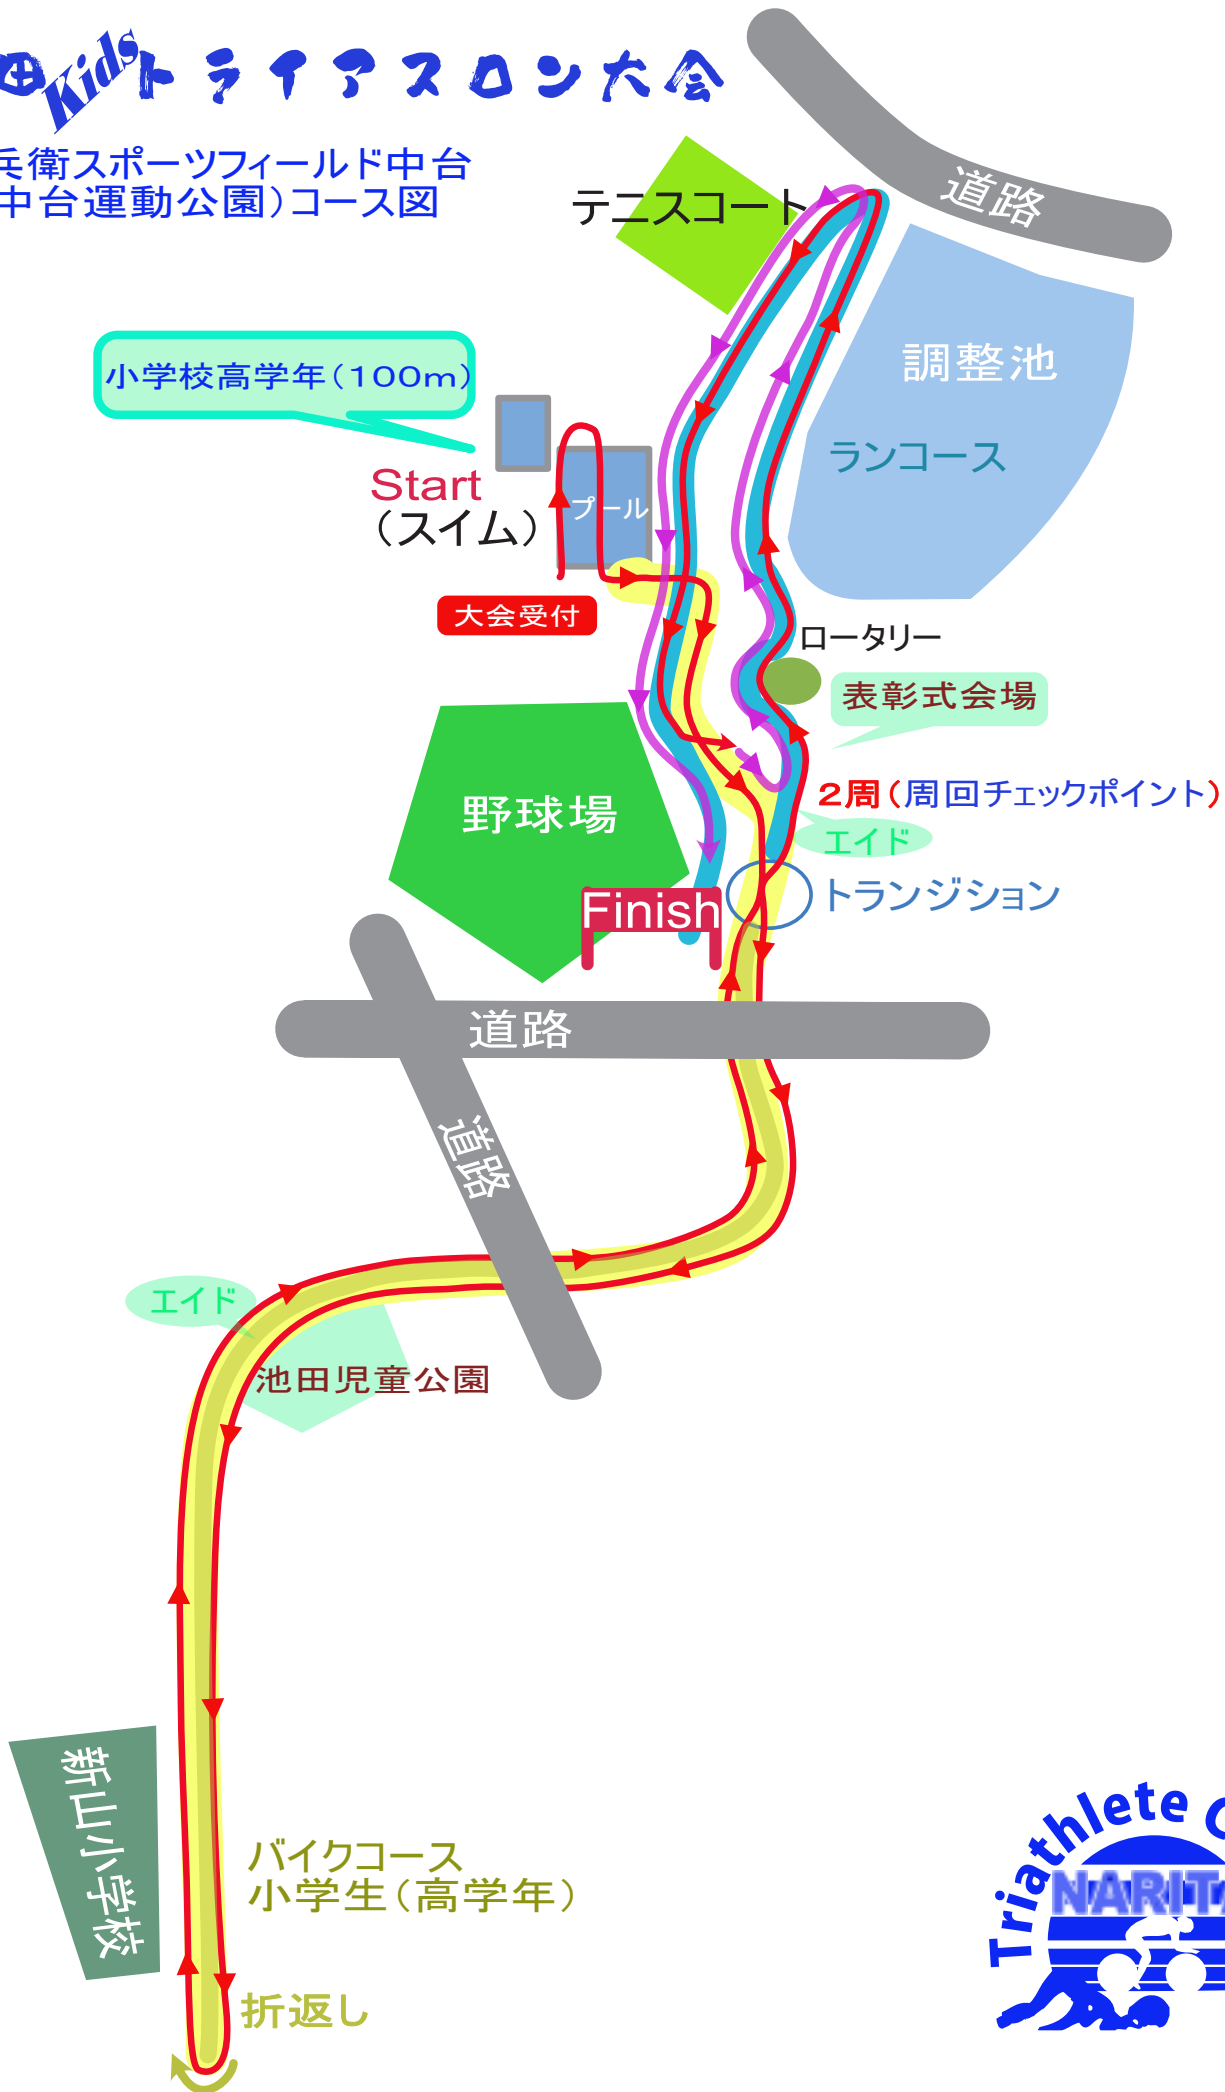 田Kidsトライアスロン大会
兵衛スポーツフィールド中台
中台運動公園)コース図
道路
テニスコート
調整池
小学校高学年(100m)
ランコース
Start
(スイム)
プール
大会受付
ロータリー
表彰式会場
2周(周回チェックポイント)
野球場
エイド
トランジション
Finish
道路
道路
エイド
池田児童公園
新山小学校
バイクコース
小学生(高学年)
折返し
Triathlete C
NARITA